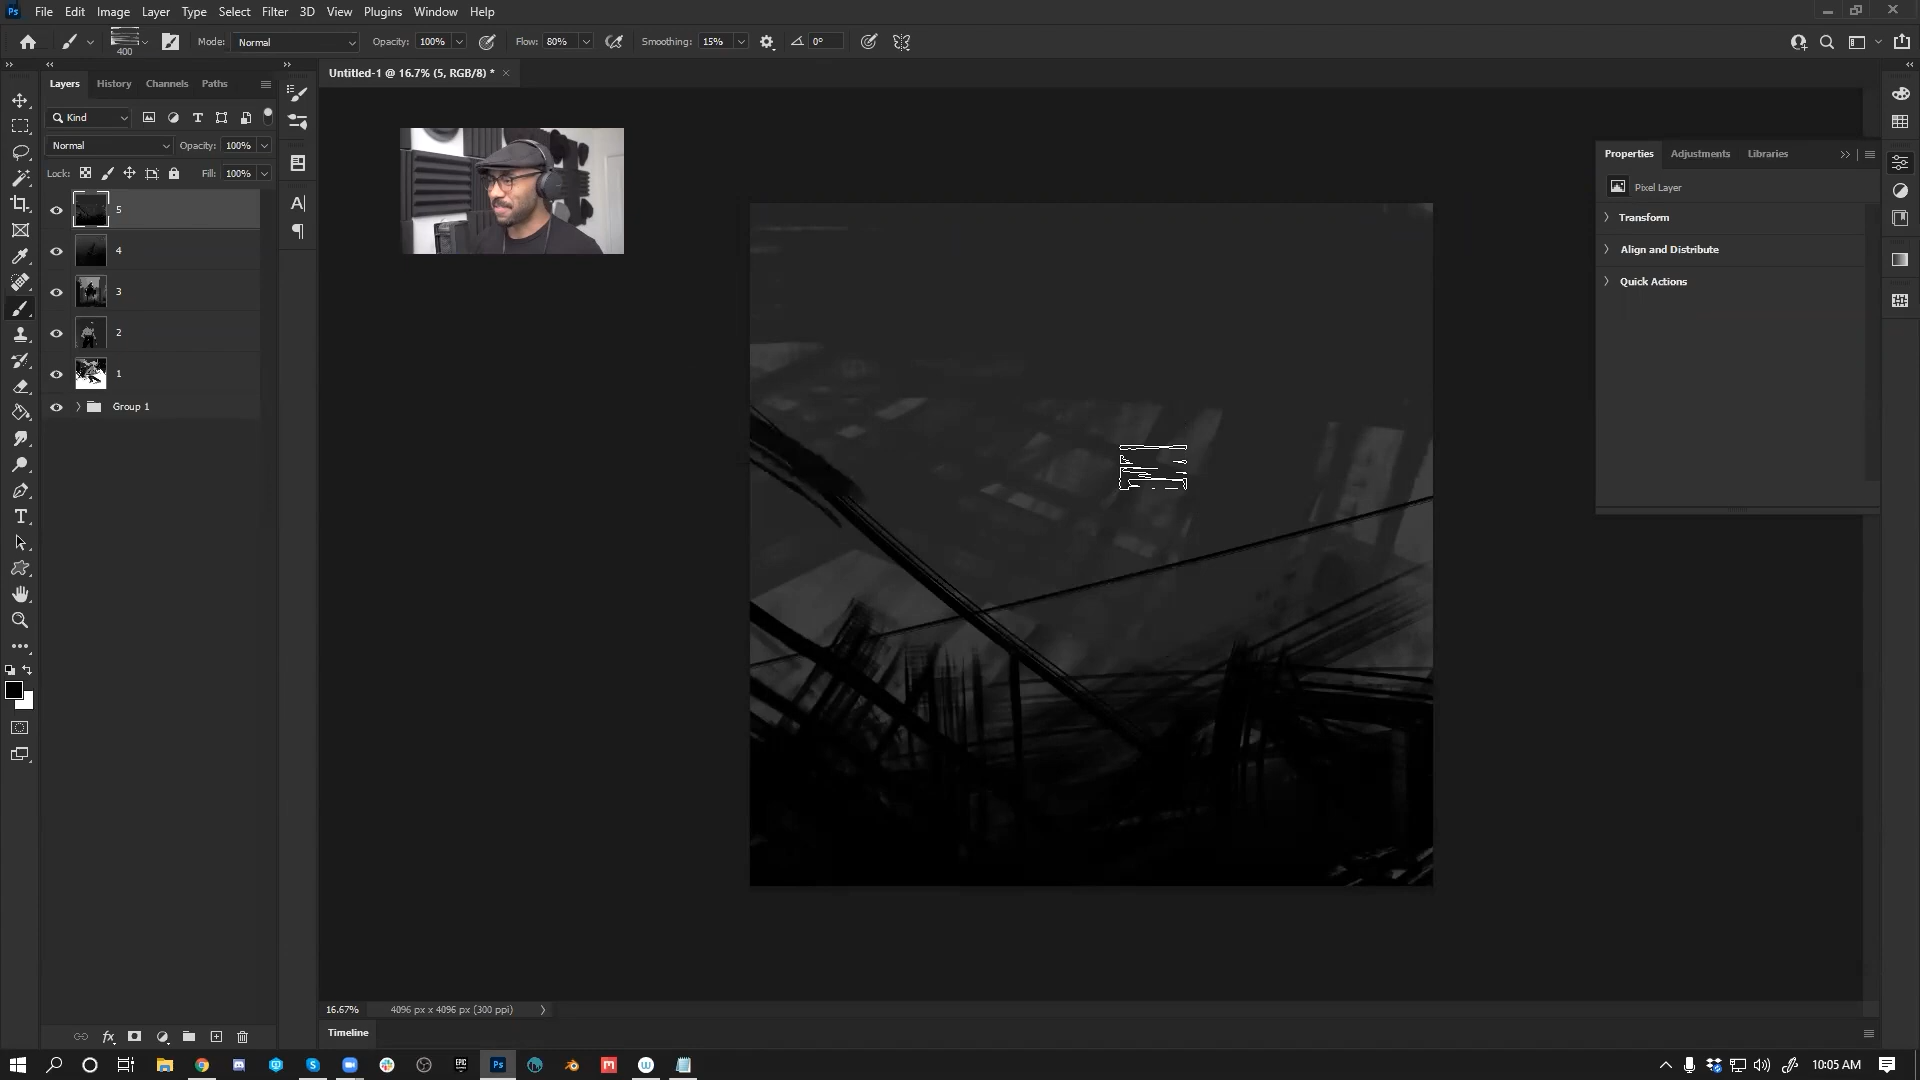 Ps File Edit Image Layer Type Select Filter 3D View Plugins Window Help
400 Mode: Normal Opacity: 100% Flow: 80% Smoothing: 15% 0°
Layers History Channels Paths
Untitled-1 @ 16.7% (5, RGB/8) *
Kind
Normal Opacity: 100%
Lock: Fill: 100%
5
4
3
2
1
Group 1
Properties Adjustments Libraries
Pixel Layer
Transform
Align and Distribute
Quick Actions
16.67% 4096 px x 4096 px (300 ppi)
Timeline
Ps
10:05 AM